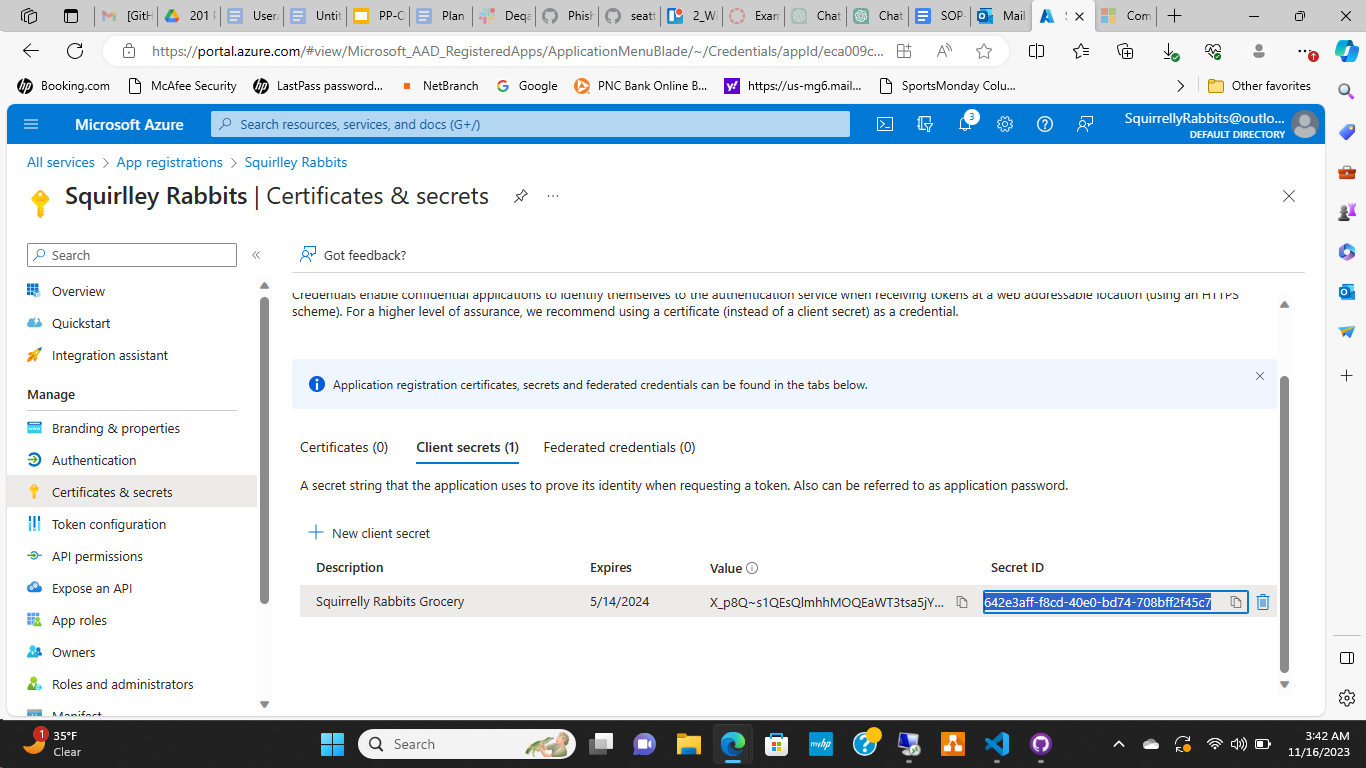 [GitH
201 F
User
Untit
PP-C
Plan
Deqa
Phish
seatt
2_Wi
Exam
Chat
Chat
SOP-
Mail
S
Com
https://portal.azure.com/#view/Microsoft_AAD_RegisteredApps/ApplicationMenuBlade/~/Credentials/appId/eca009c...
Booking.com
McAfee Security
LastPass password...
NetBranch
Google
PNC Bank Online B...
https://us-mg6.mail...
SportsMonday Colu...
Other favorites
Microsoft Azure
Search resources, services, and docs (G+/)
3
SquirrellyRabbits@outlo...
DEFAULT DIRECTORY
All services > App registrations > Squirlley Rabbits
Squirlley Rabbits | Certificates & secrets
Search
Got feedback?
Overview
Quickstart
Integration assistant
Manage
Branding & properties
Authentication
Certificates & secrets
Token configuration
API permissions
Expose an API
App roles
Owners
Roles and administrators
Manifest
Credentials enable confidential applications to identify themselves to the authentication service when receiving tokens at a web addressable location (using an HTTPS
scheme). For a higher level of assurance, we recommend using a certificate (instead of a client secret) as a credential.
Application registration certificates, secrets and federated credentials can be found in the tabs below.
Certificates (0)
Client secrets (1)
Federated credentials (0)
A secret string that the application uses to prove its identity when requesting a token. Also can be referred to as application password.
New client secret
Description
Expires
Value
Secret ID
Squirrelly Rabbits Grocery
5/14/2024
X_p8Q~s1QEsQlmhhMOQEaWT3tsa5jY...
642e3aff-f8cd-40e0-bd74-708bff2f45c7
1
35°F
Clear
Search
3:42 AM
11/16/2023